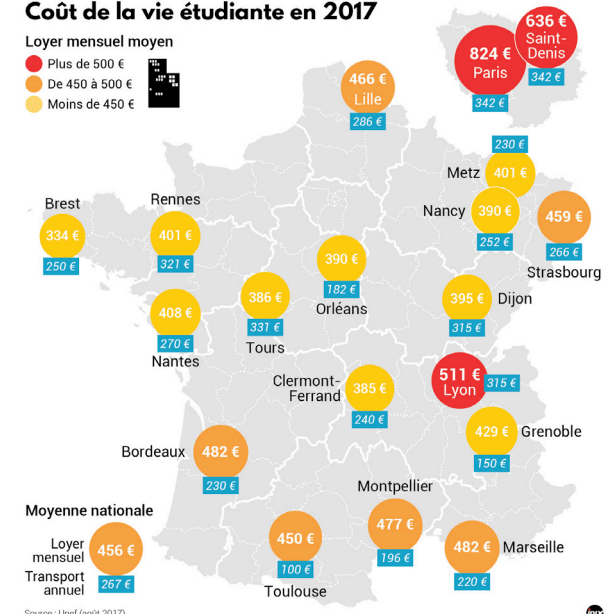 Coût de la vie étudiante en 2017
Loyer mensuel moyen
Plus de 500 €
De 450 à 500 €
Moins de 450 €
636 €
Saint-
Denis
342 €
824 €
Paris
342 €
466 €
Lille
286 €
230 €
Metz 401 €
Nancy 390 €
252 €
459 €
266 €
Strasbourg
Brest
334 €
250 €
Rennes
401 €
321 €
390 €
182 €
Orléans
386 €
331 €
Tours
395 € Dijon
315 €
408 €
270 €
Nantes
Clermont-
Ferrand
385 €
240 €
511 €
Lyon
315 €
429 € Grenoble
150 €
Bordeaux 482 €
230 €
Montpellier
477 €
196 €
450 €
100 €
Toulouse
482 € Marseille
220 €
Moyenne nationale
Loyer
mensuel
456 €
Transport
annuel
267 €
Source : Unef (août 2017)